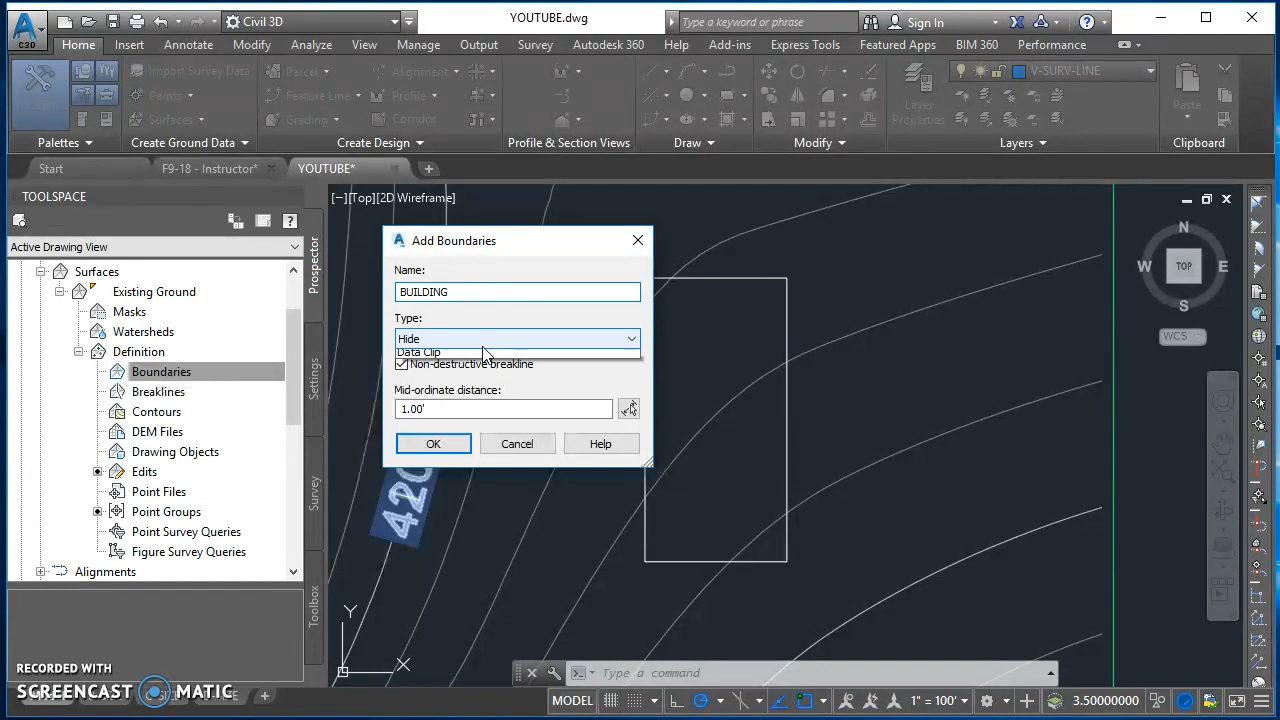 C3D
Civil 3D
YOUTUBE.dwg
Type a keyword or phrase
Sign In
Home Insert Annotate Modify Analyze View Manage Output Survey Autodesk 360 Help Add-ins Express Tools Featured Apps BIM 360 Performance
Import Survey Data
Points
Surfaces
Parcel
Feature Line
Grading
Alignment
Profile
Corridor
Layer
Properties
V-SURV-LINE
Paste
Palettes Create Ground Data Create Design Profile & Section Views Draw Modify Layers Clipboard
Start F9-18 - Instructor* YOUTUBE*
TOOLSPACE
Active Drawing View
Surfaces
Existing Ground
Masks
Watersheds
Definition
Boundaries
Breaklines
Contours
DEM Files
Drawing Objects
Edits
Point Files
Point Groups
Point Survey Queries
Figure Survey Queries
Alignments
Prospector
Settings
Survey
Toolbox
[−][Top][2D Wireframe]
Add Boundaries
Name:
BUILDING
Type:
Hide
Data Clip
Non-destructive breakline
Mid-ordinate distance:
1.00'
OK Cancel Help
420
N
W TOP E
S
WCS
Y
X
Type a command
RECORDED WITH
SCREENCAST MATIC
MODEL
1" = 100'
3.50000000